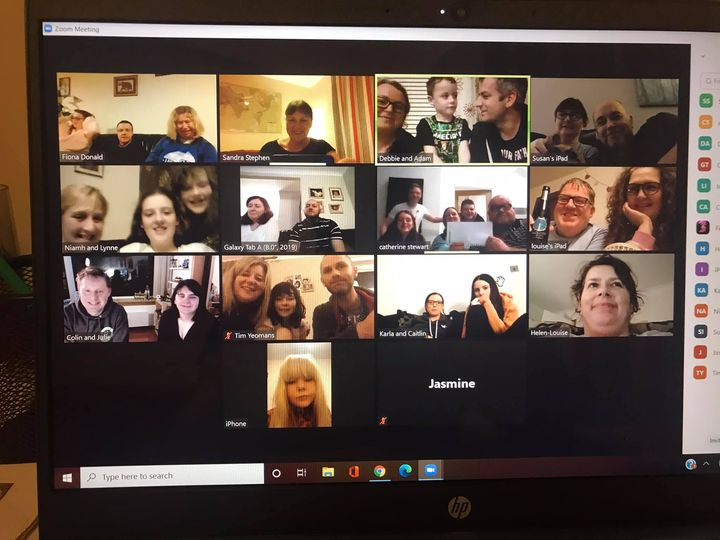 Zoom Meeting
Fiona Donald
Sandra Stephen
Debbie and Adam
Susan's iPad
Niamh and Lynne
Galaxy Tab A (8.0", 2019)
catherine stewart
louise's iPad
Colin and Julie
Tim Yeomans
Karla and Caitlin
Helen-Louise
iPhone
Jasmine
SS
CS
DA
GT
LI
CA
H
I
KA
NA
SI
J
TY
Type here to search
hp